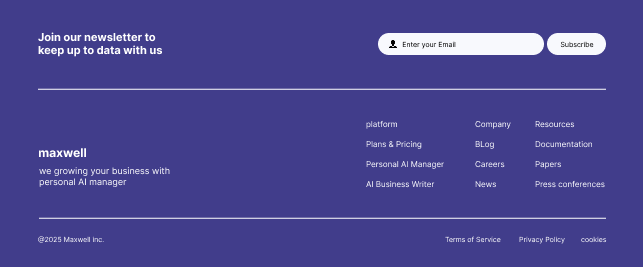 Join our newsletter to
keep up to data with us
Enter your Email
Subscribe
maxwell
we growing your business with
personal AI manager
platform
Plans & Pricing
Personal AI Manager
AI Business Writer
Company
BLog
Careers
News
Resources
Documentation
Papers
Press conferences
@2025 Maxwell Inc.
Terms of Service
Privacy Policy
cookies